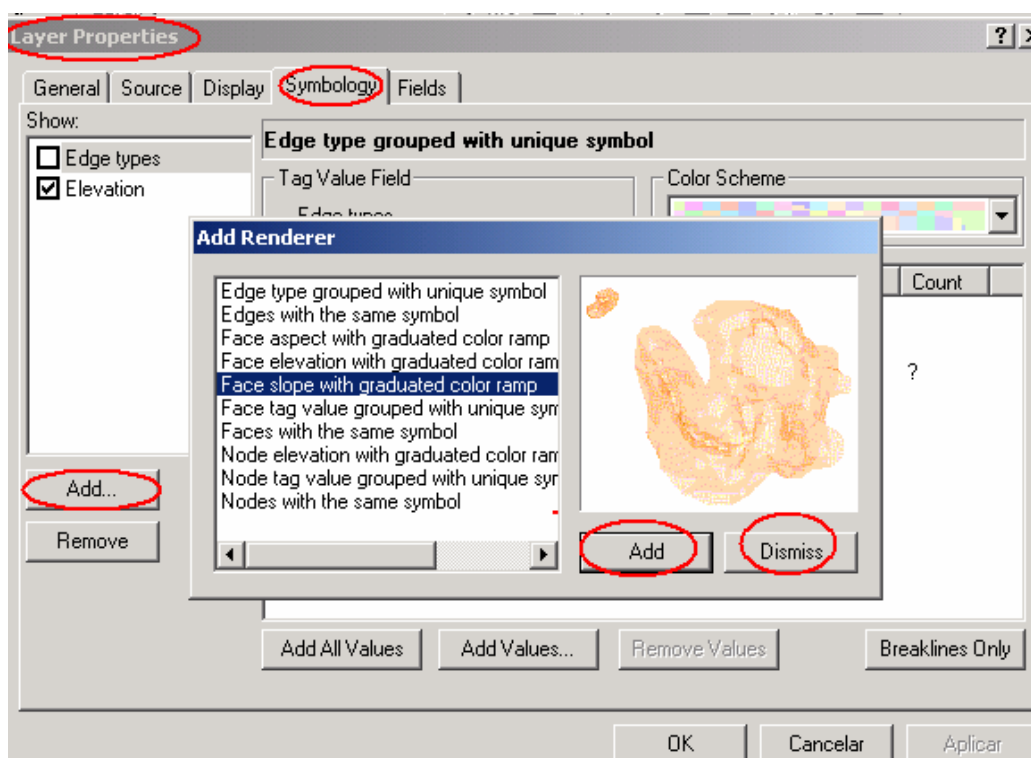 Layer Properties
General Source Display Symbology Fields
Show:
Edge types
Elevation
Edge type grouped with unique symbol
Tag Value Field
Edge types
Color Scheme
Count
?
Add...
Remove
Add Renderer
Edge type grouped with unique symbol
Edges with the same symbol
Face aspect with graduated color ramp
Face elevation with graduated color ram
Face slope with graduated color ramp
Face tag value grouped with unique sym
Faces with the same symbol
Node elevation with graduated color ram
Node tag value grouped with unique syr
Nodes with the same symbol
Add Dismiss
Add All Values Add Values... Remove Values Breaklines Only
OK Cancelar Aplicar